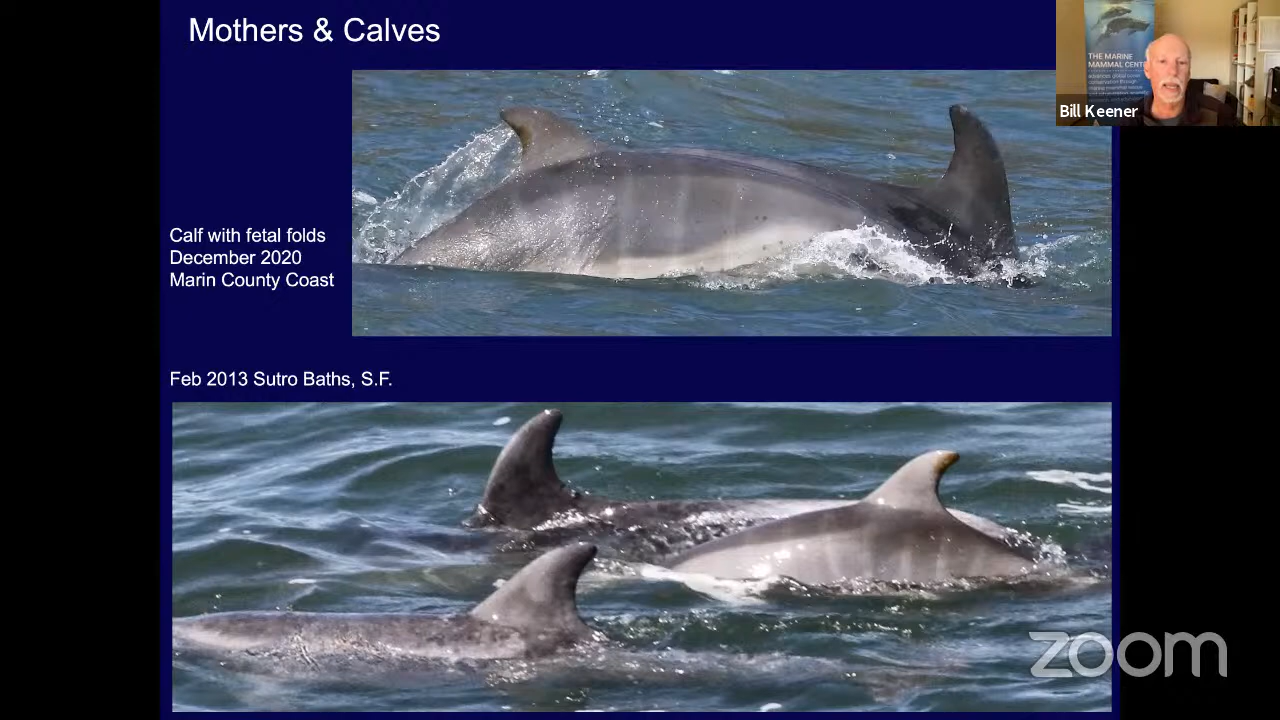 Mothers & Calves
THE MARINE
MAMMAL CENT
Bill Keener
Calf with fetal folds
December 2020
Marin County Coast
Feb 2013 Sutro Baths, S.F.
zoom